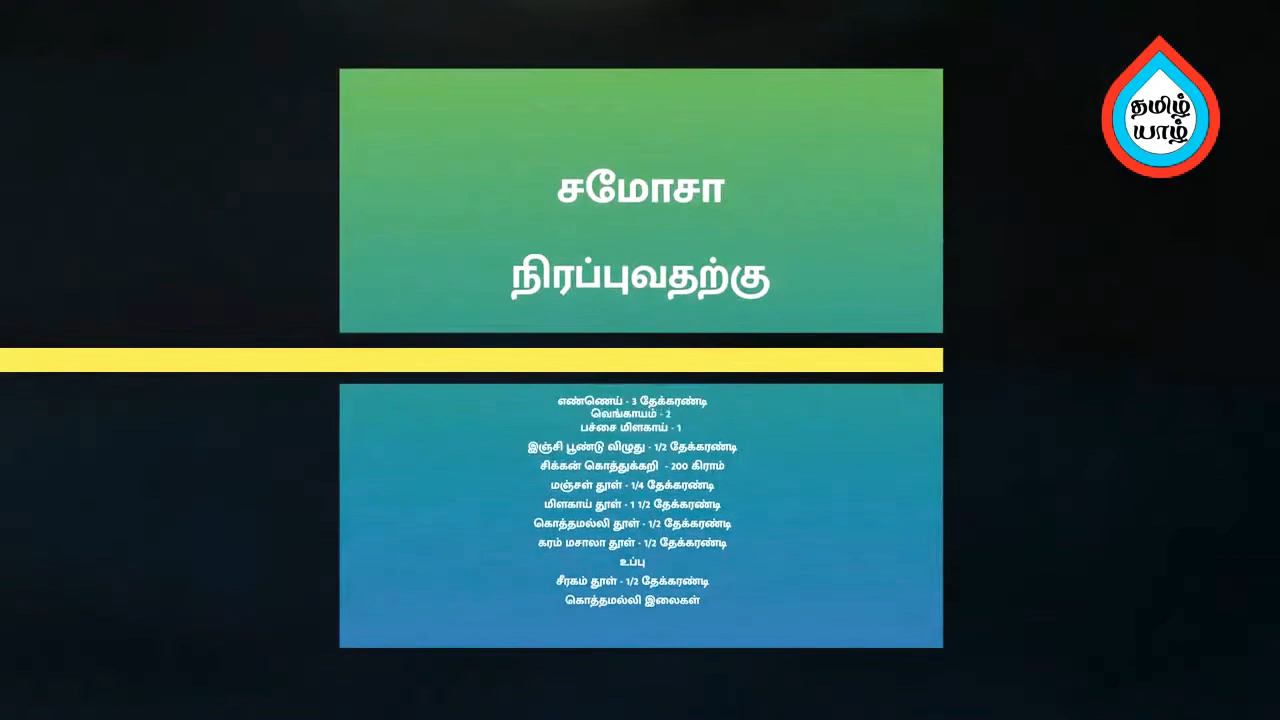 தமிழ்
யாழ்
சமோசா
நிரப்புவதற்கு
எண்ணெய் - 3 தேக்கரண்டி
வெங்காயம் - 2
பச்சை மிளகாய் - 1
இஞ்சி பூண்டு விழுது - 1/2 தேக்கரண்டி
சிக்கன் கொத்துக்கறி - 200 கிராம்
மஞ்சள் தூள் - 1/4 தேக்கரண்டி
மிளகாய் தூள் - 1 1/2 தேக்கரண்டி
கொத்தமல்லி தூள் - 1/2 தேக்கரண்டி
கரம் மசாலா தூள் - 1/2 தேக்கரண்டி
உப்பு
சீரகம் தூள் - 1/2 தேக்கரண்டி
கொத்தமல்லி இலைகள்